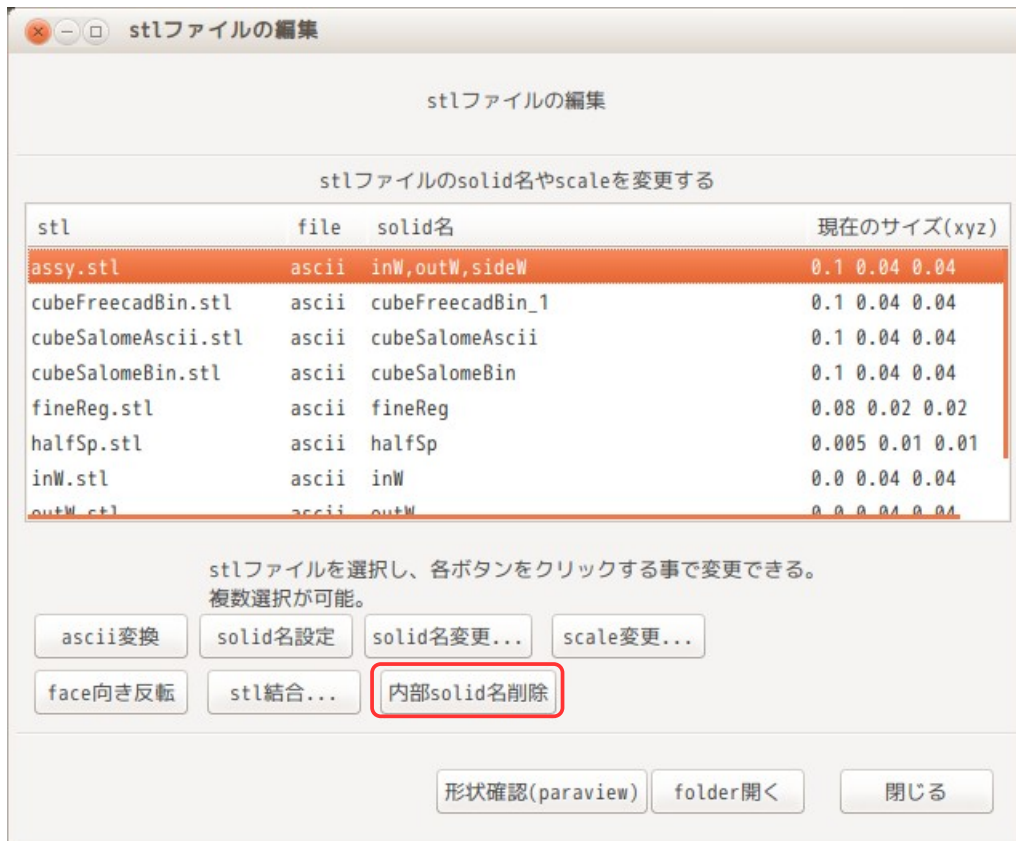 stlファイルの編集
stlファイルの編集
stlファイルのsolid名やscaleを変更する
stl file solid名 現在のサイズ(xyz)
assy.stl ascii inW,outW,sideW 0.1 0.04 0.04
cubeFreecadBin.stl ascii cubeFreecadBin_1 0.1 0.04 0.04
cubeSalomeAscii.stl ascii cubeSalomeAscii 0.1 0.04 0.04
cubeSalomeBin.stl ascii cubeSalomeBin 0.1 0.04 0.04
fineReg.stl ascii fineReg 0.08 0.02 0.02
halfSp.stl ascii halfSp 0.005 0.01 0.01
inW.stl ascii inW 0.0 0.04 0.04
outW.stl ascii outW 0.0 0.04 0.04
stlファイルを選択し、各ボタンをクリックする事で変更できる。
複数選択が可能。
ascii変換 solid名設定 solid名変更... scale変更...
face向き反転 stl結合... 内部solid名削除
形状確認(paraview) folder開く 閉じる